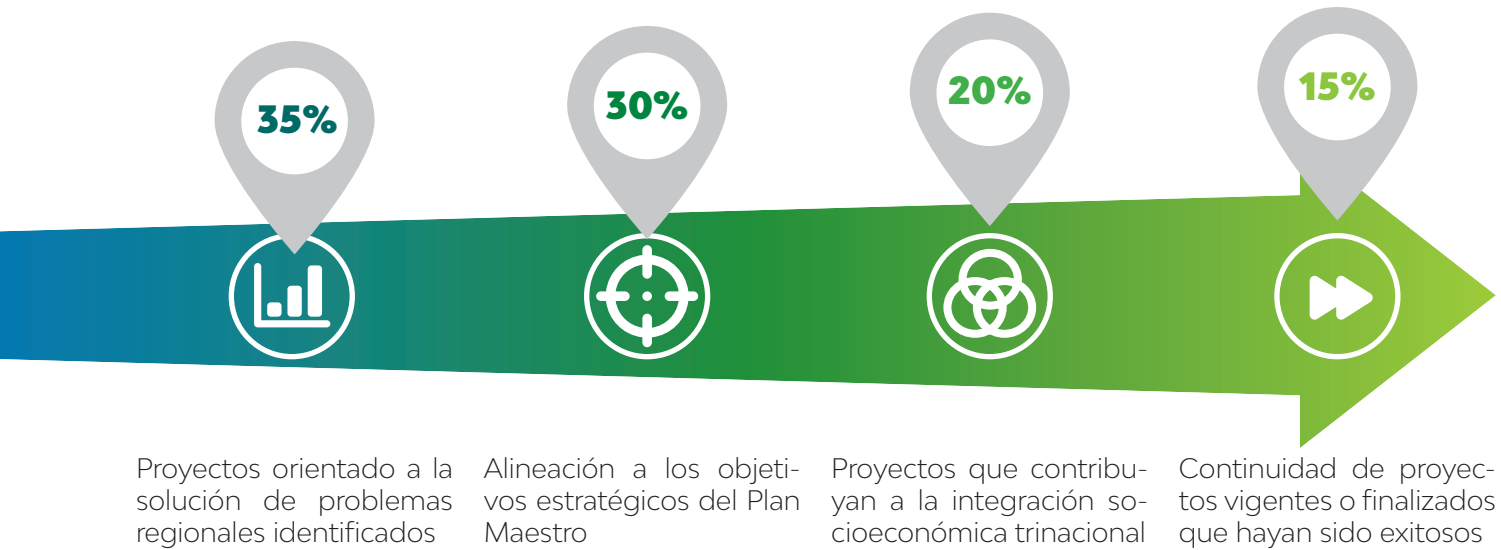 35%
30%
20%
15%
Proyectos orientado a la
solución de problemas
regionales identificados
Alineación a los objeti-
vos estratégicos del Plan
Maestro
Proyectos que contribu-
yan a la integración so-
cioeconómica trinacional
Continuidad de proyec-
tos vigentes o finalizados
que hayan sido exitosos